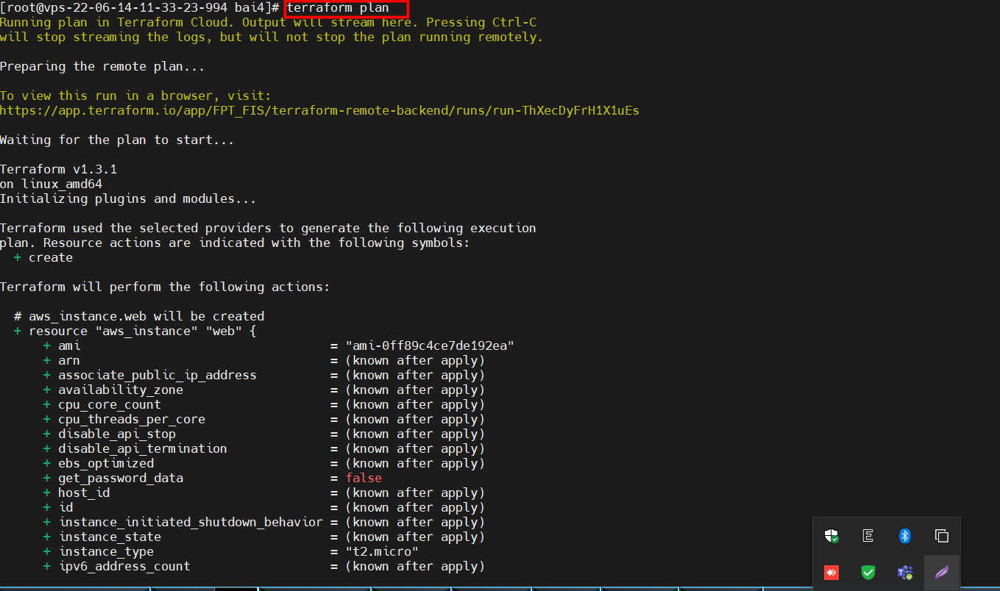 [root@vps-22-06-14-11-33-23-994 bai4]# terraform plan
Running plan in Terraform Cloud. Output will stream here. Pressing Ctrl-C
will stop streaming the logs, but will not stop the plan running remotely.
Preparing the remote plan...
To view this run in a browser, visit:
https://app.terraform.io/app/FPT_FIS/terraform-remote-backend/runs/run-ThXecDyFrH1X1uEs
Waiting for the plan to start...
Terraform v1.3.1
on linux_amd64
Initializing plugins and modules...
Terraform used the selected providers to generate the following execution
plan. Resource actions are indicated with the following symbols:
  + create
Terraform will perform the following actions:
  # aws_instance.web will be created
  + resource "aws_instance" "web" {
      + ami                                  = "ami-0ff89c4ce7de192ea"
      + arn                                  = (known after apply)
      + associate_public_ip_address          = (known after apply)
      + availability_zone                    = (known after apply)
      + cpu_core_count                       = (known after apply)
      + cpu_threads_per_core                 = (known after apply)
      + disable_api_stop                     = (known after apply)
      + disable_api_termination              = (known after apply)
      + ebs_optimized                        = (known after apply)
      + get_password_data                    = false
      + host_id                              = (known after apply)
      + id                                   = (known after apply)
      + instance_initiated_shutdown_behavior = (known after apply)
      + instance_state                       = (known after apply)
      + instance_type                        = "t2.micro"
      + ipv6_address_count                   = (known after apply)